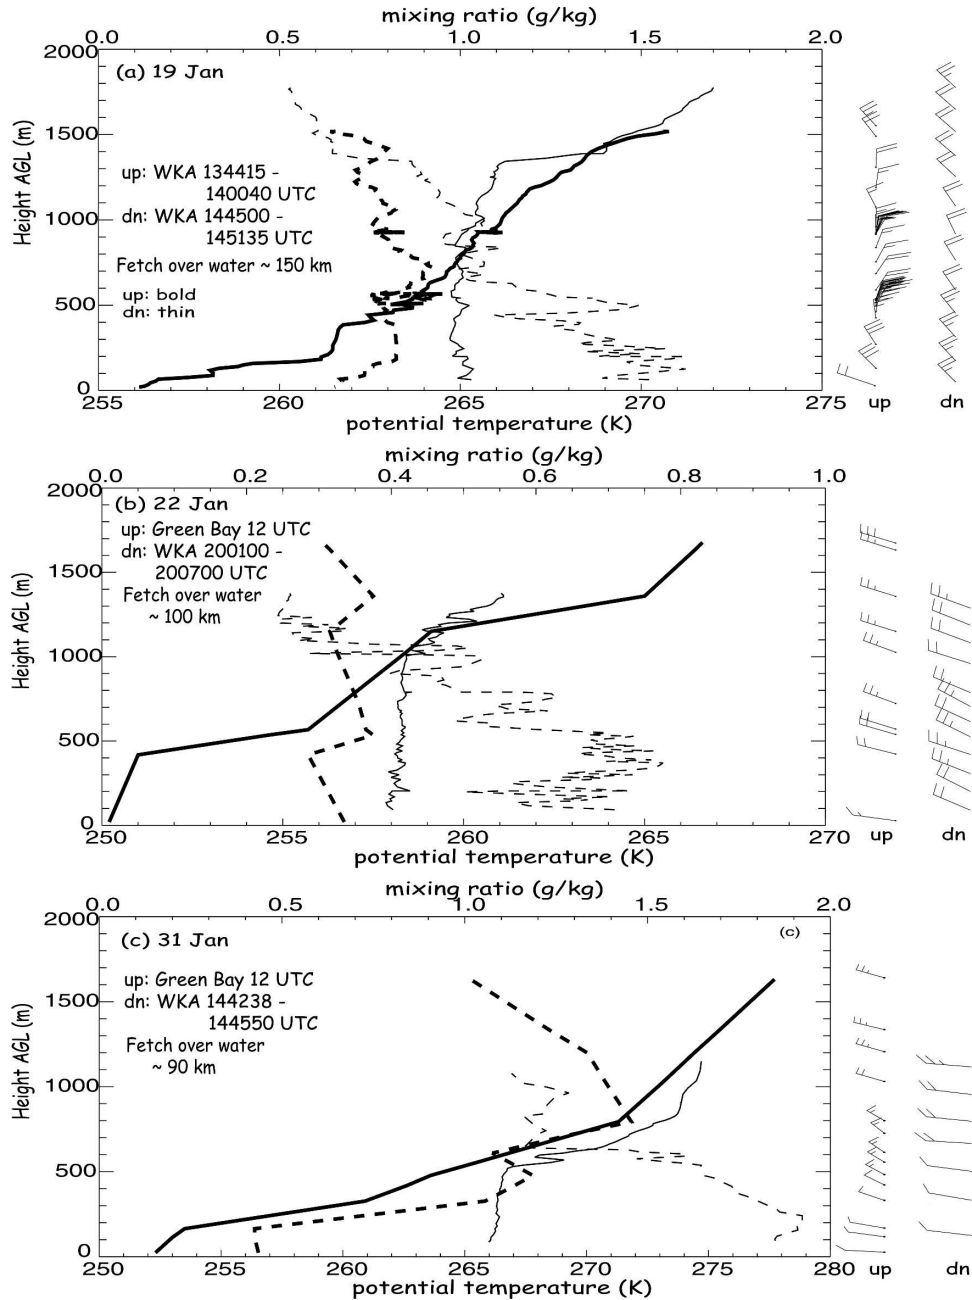 mixing ratio (g/kg)
0.0 0.5 1.0 1.5 2.0
2000
(a) 19 Jan
1500
up: WKA 134415 -
140040 UTC
1000
dn: WKA 144500 -
145135 UTC
Fetch over water ~ 150 km
500
up: bold
dn: thin
0
Height AGL (m)
255 260 265 270 275
up dn
potential temperature (K)
mixing ratio (g/kg)
0.0 0.2 0.4 0.6 0.8 1.0
2000
(b) 22 Jan
up: Green Bay 12 UTC
dn: WKA 200100 -
200700 UTC
1500
Fetch over water
~ 100 km
1000
500
0
Height AGL (m)
250 255 260 265 270
up dn
potential temperature (K)
mixing ratio (g/kg)
0.0 0.5 1.0 1.5 2.0
2000
(c) 31 Jan
(c)
up: Green Bay 12 UTC
1500
dn: WKA 144238 -
144550 UTC
Fetch over water
~ 90 km
1000
500
0
Height AGL (m)
250 255 260 265 270 275 280
up dn
potential temperature (K)